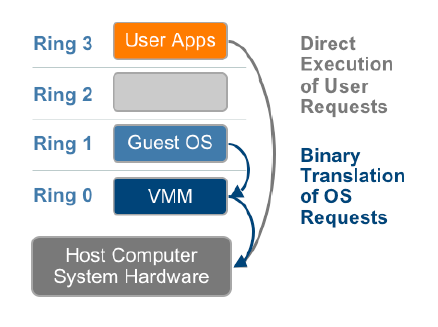 Ring 3
User Apps
Ring 2
Ring 1
Guest OS
Ring 0
VMM
Host Computer
System Hardware
Direct
Execution
of User
Requests
Binary
Translation
of OS
Requests